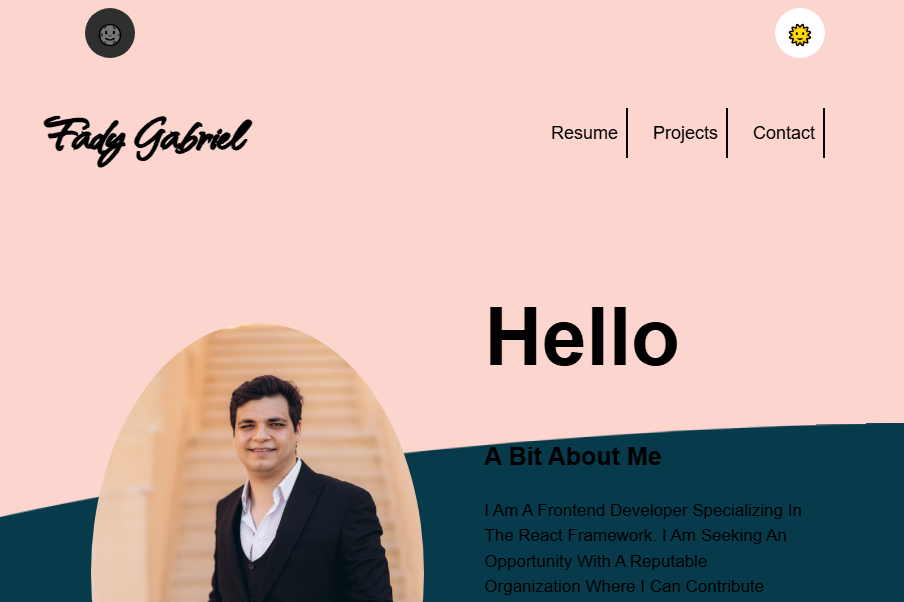 Fady Gabriel
Resume
Projects
Contact
Hello
A Bit About Me
I Am A Frontend Developer Specializing In
The React Framework. I Am Seeking An
Opportunity With A Reputable
Organization Where I Can Contribute